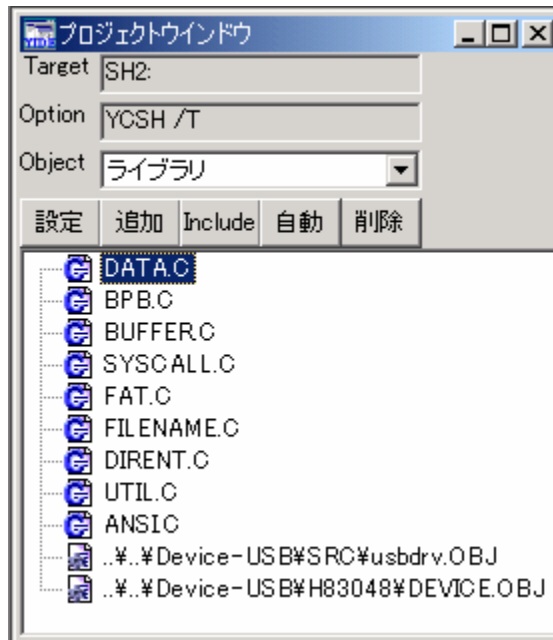 YIDE プロジェクトウインドウ
Target SH2:
Option YCSH /T
Object ライブラリ
設定 追加 Include 自動 削除
DATA.C
BPB.C
BUFFER.C
SYSCALL.C
FAT.C
FILENAME.C
DIRENT.C
UTIL.C
ANSI.C
..¥..¥Device-USB¥SRC¥usbdrv.OBJ
..¥..¥Device-USB¥H83048¥DEVICE.OBJ